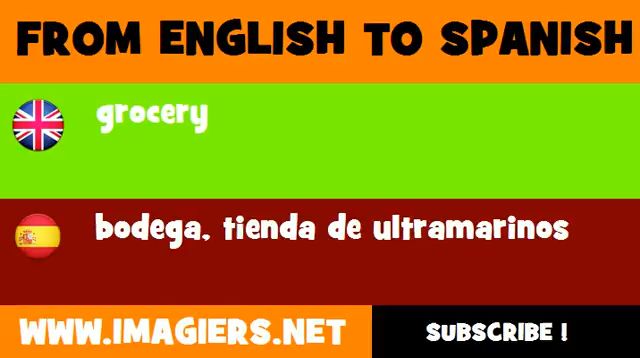 FROM ENGLISH TO SPANISH
grocery
bodega, tienda de ultramarinos
WWW.IMAGIERS.NET
SUBSCRIBE !